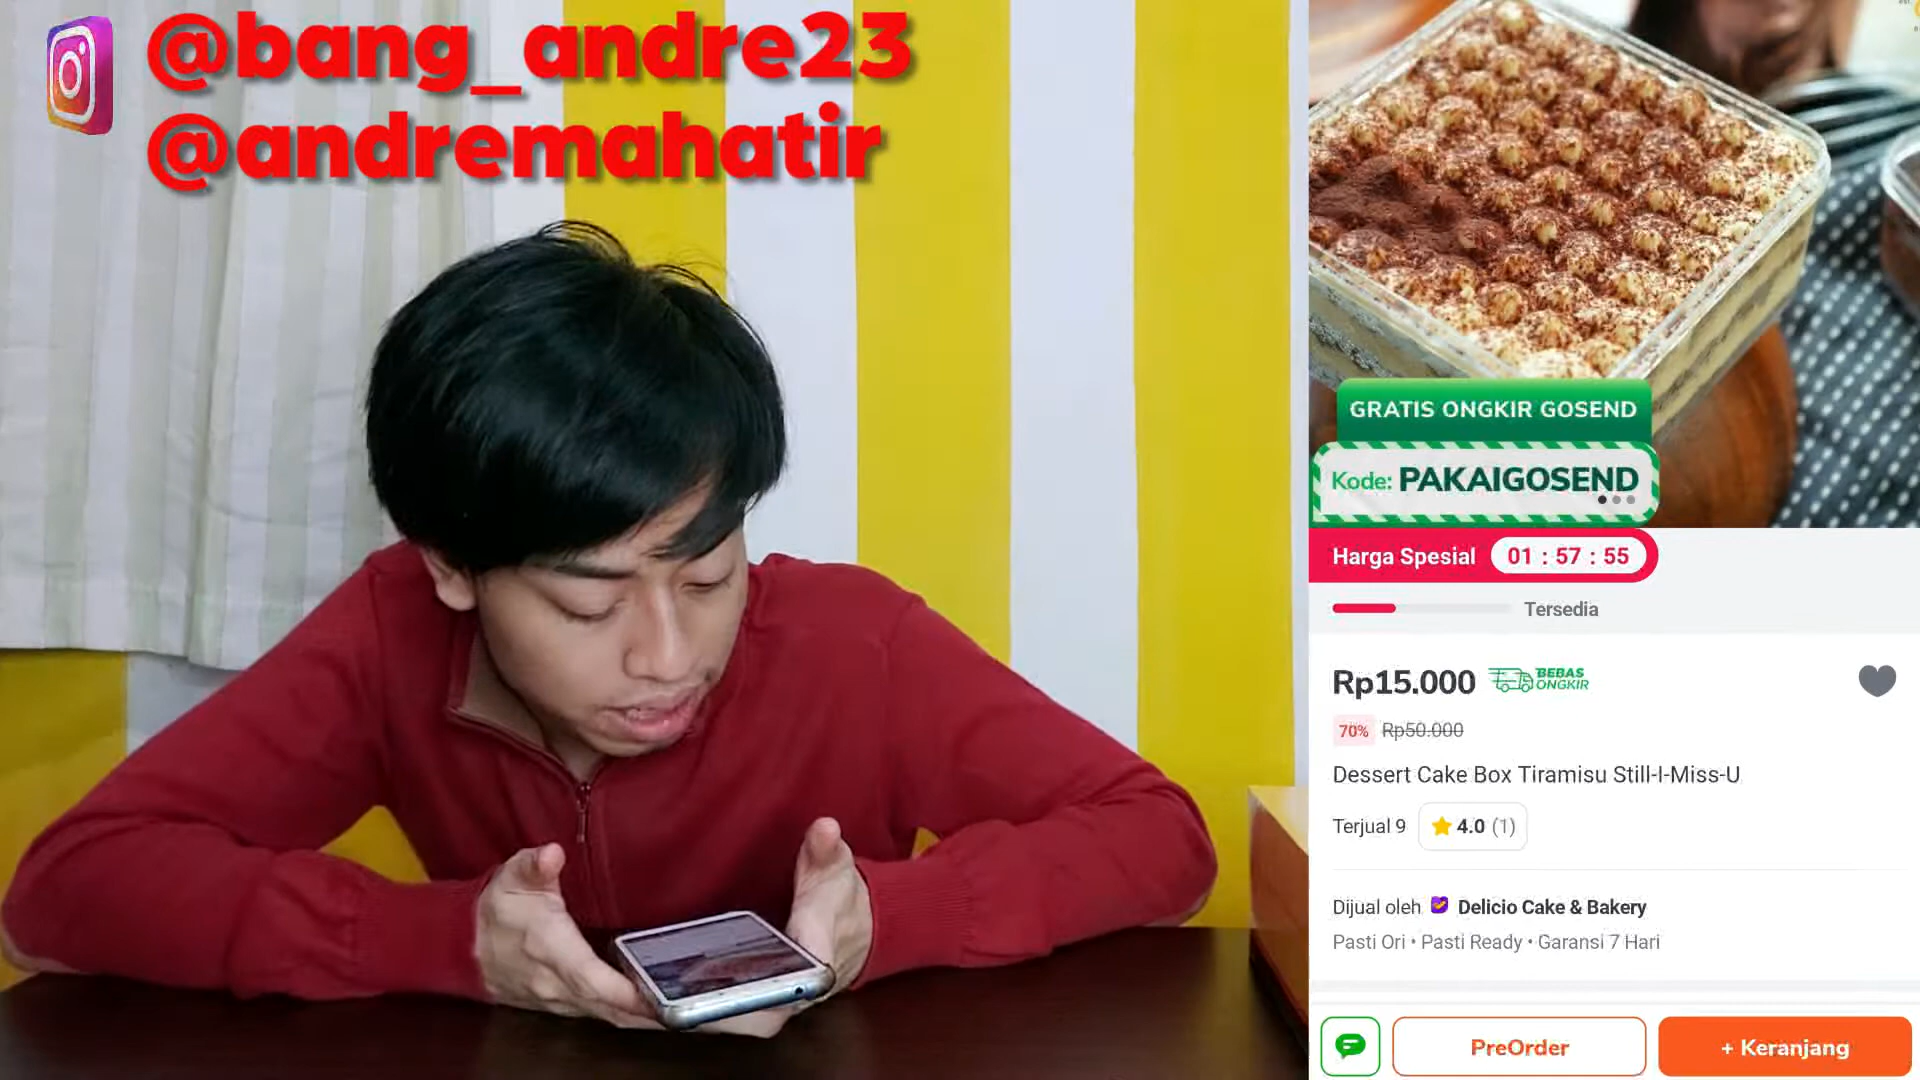 @bang_andre23
@andremahatir
GRATIS ONGKIR GOSEND
Kode: PAKAIGOSEND
Harga Spesial 01 : 57 : 55
Tersedia
Rp15.000 BEBAS ONGKIR
70% Rp50.000
Dessert Cake Box Tiramisu Still-I-Miss-U
Terjual 9 4.0 (1)
Dijual oleh Delicio Cake & Bakery
Pasti Ori • Pasti Ready • Garansi 7 Hari
PreOrder + Keranjang